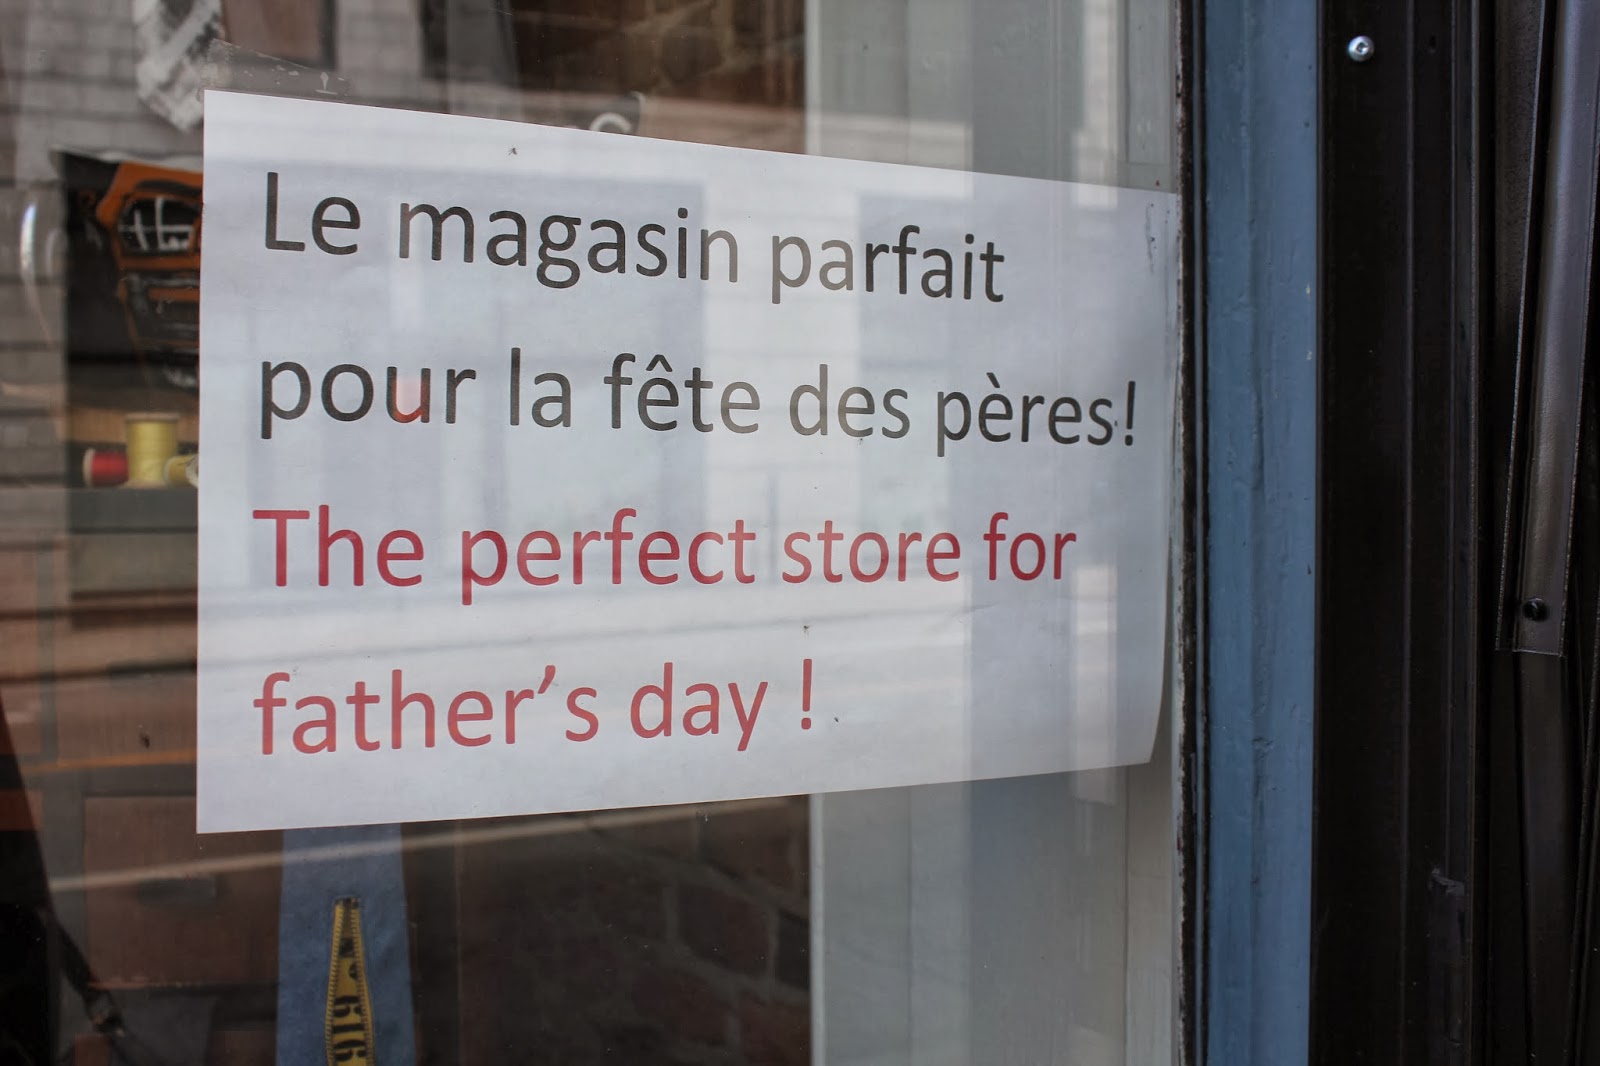 Le magasin parfait
pour la fête des pères!
The perfect store for
father’s day !